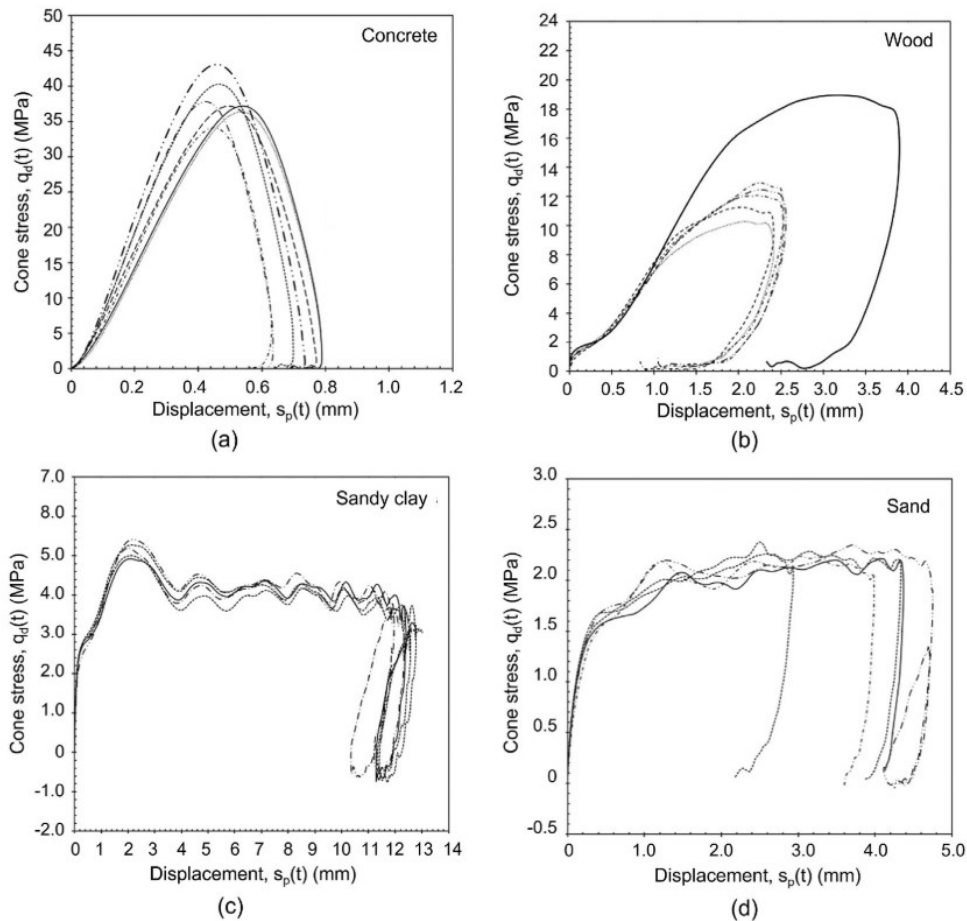 Concrete
50
45
40
35
30
25
20
15
10
5
0
0 0.2 0.4 0.6 0.8 1.0 1.2
Cone stress, q_d(t) (MPa)
Displacement, s_p(t) (mm)
(a)
Wood
24
22
20
18
16
14
12
10
8
6
4
2
0
0 0.5 1.0 1.5 2.0 2.5 3.0 3.5 4.0 4.5
Cone stress, q_d(t) (MPa)
Displacement, s_p(t) (mm)
(b)
Sandy clay
7.0
6.0
5.0
4.0
3.0
2.0
0
-1.0
-2.0
0 1 2 3 4 5 6 7 8 9 10 11 12 13 14
Cone stress, q_d(t) (MPa)
Displacement, s_p(t) (mm)
(c)
Sand
3.0
2.5
2.0
1.5
1.0
0.5
0
-0.5
0 1.0 2.0 3.0 4.0 5.0
Cone stress, q_d(t) (MPa)
Displacement, s_p(t) (mm)
(d)